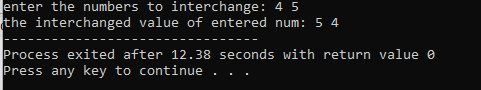 enter the numbers to interchange: 4 5
the interchanged value of entered num: 5 4
--------------------------------
Process exited after 12.38 seconds with return value 0
Press any key to continue . . .